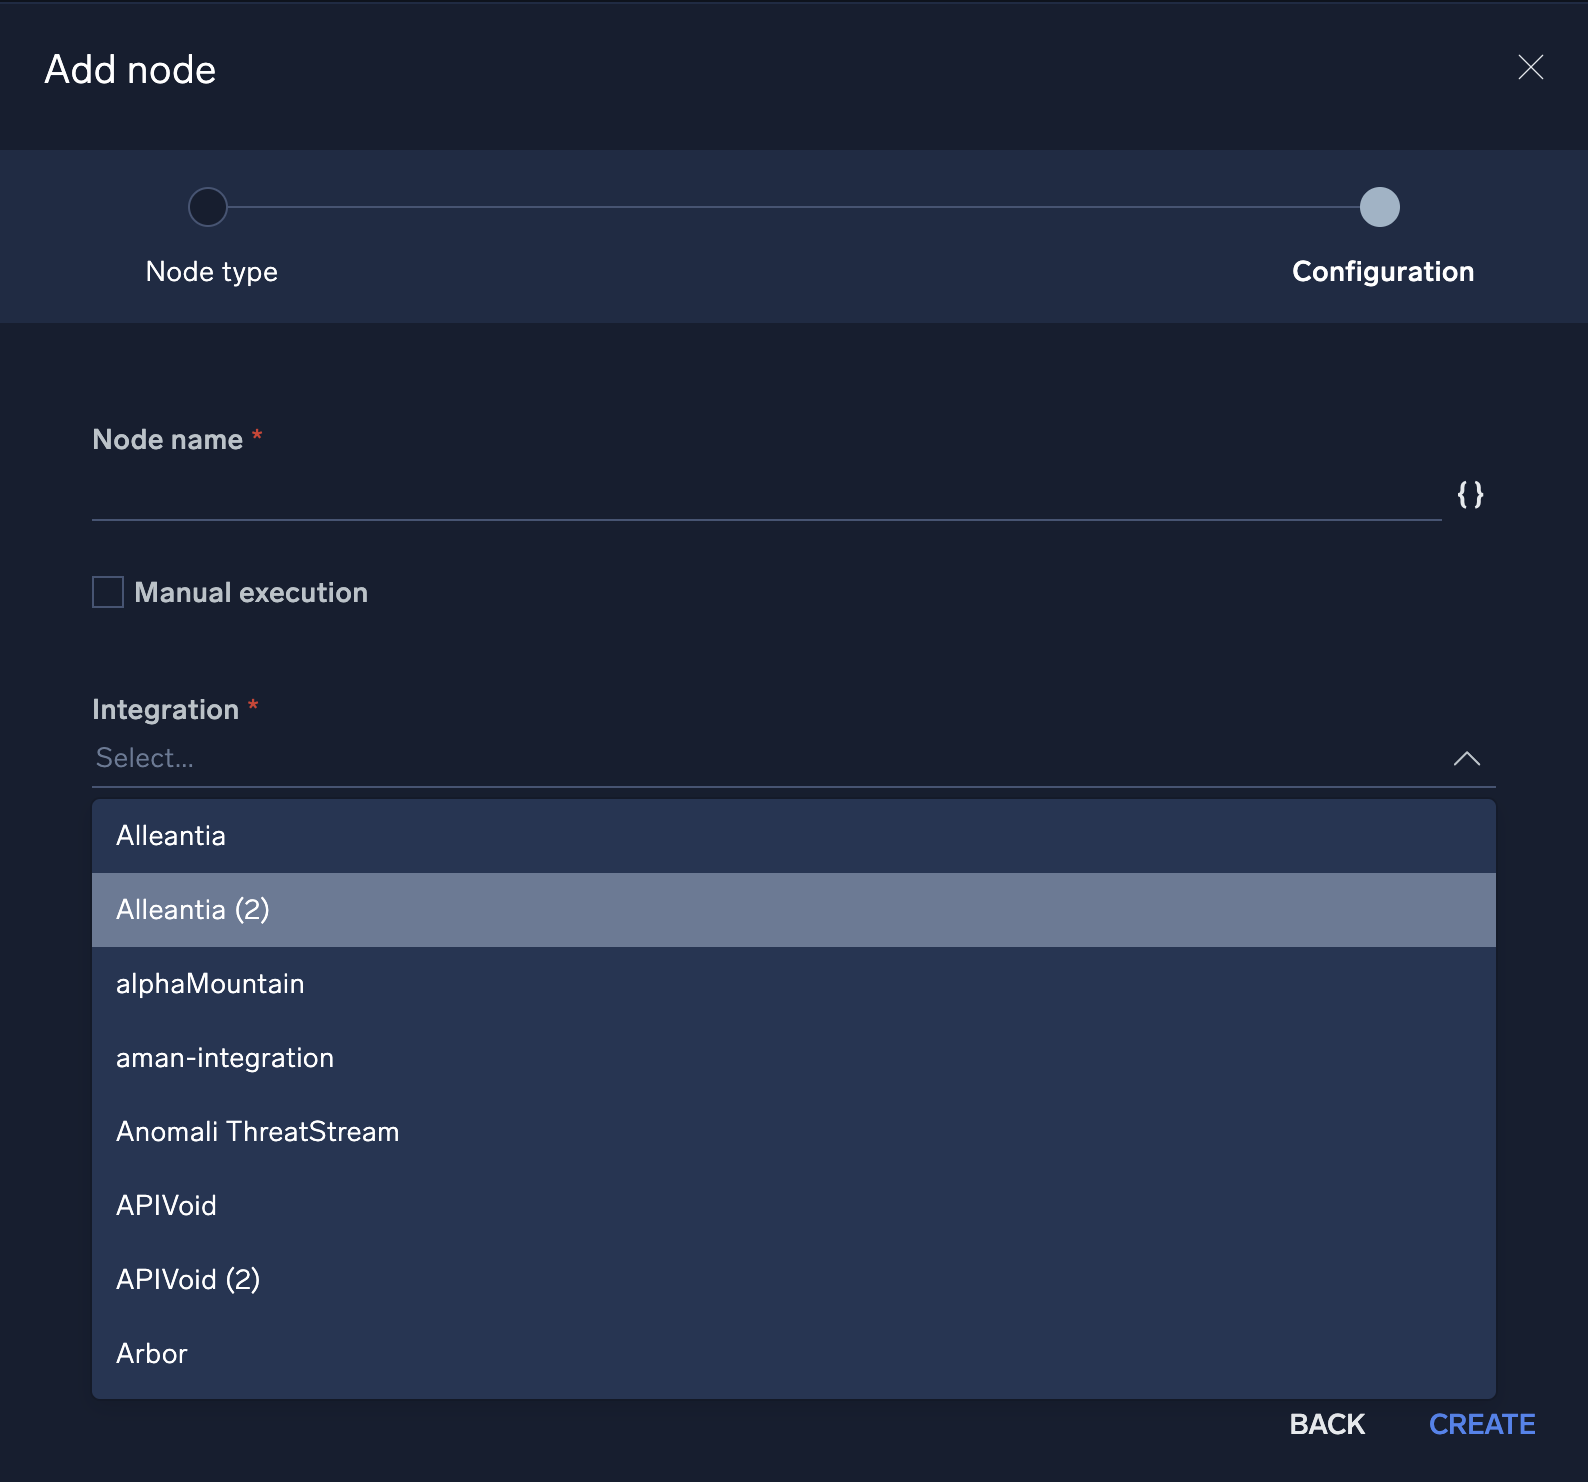 Add node
Node type
Configuration
Node name *
{}
Manual execution
Integration *
Select...
Alleantia
Alleantia (2)
alphaMountain
aman-integration
Anomali ThreatStream
APIVoid
APIVoid (2)
Arbor
BACK CREATE